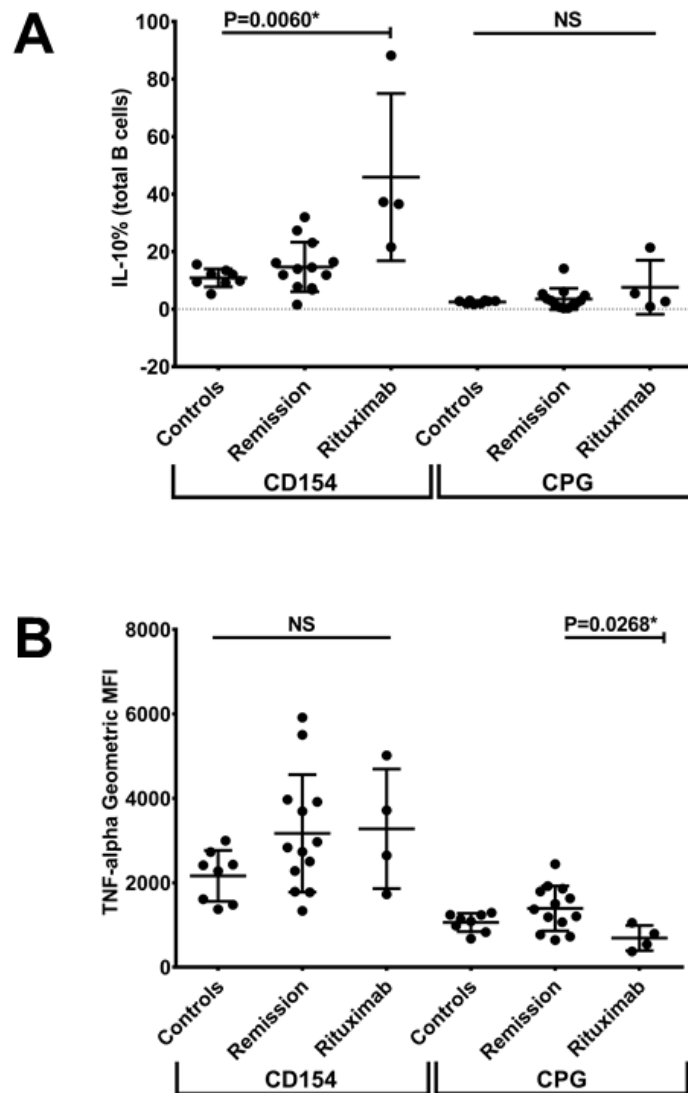 A
P=0.0060*
NS
IL-10% (total B cells)
100
80
60
40
20
0
-20
Controls
Remission
Rituximab
Controls
Remission
Rituximab
CD154
CPG
B
NS
P=0.0268*
TNF-alpha Geometric MFI
8000
6000
4000
2000
0
Controls
Remission
Rituximab
Controls
Remission
Rituximab
CD154
CPG